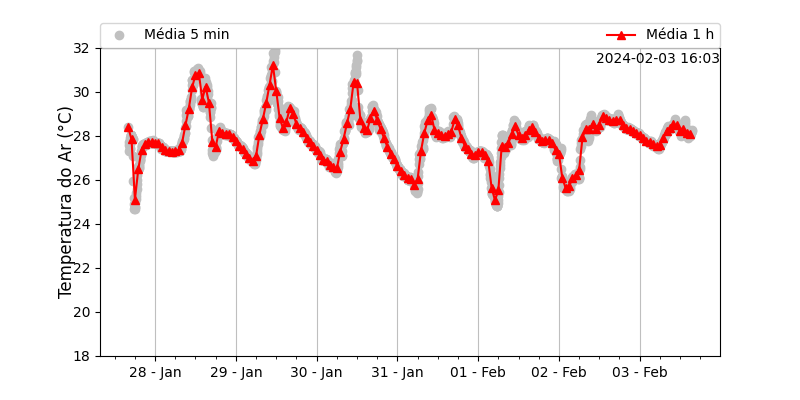 Média 5 min
Média 1 h
2024-02-03 16:03
Temperatura do Ar (°C)
32
30
28
26
24
22
20
18
28 - Jan
29 - Jan
30 - Jan
31 - Jan
01 - Feb
02 - Feb
03 - Feb